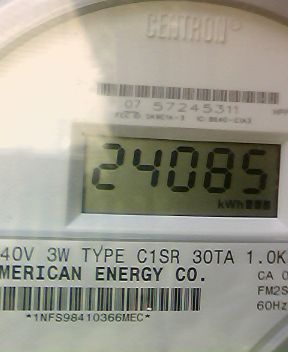 CENTRON®
07 57245311
24085
kWh
40V 3W TYPE C1SR 30TA 1.0K
MERICAN ENERGY CO.
CA 0
FM2S
60Hz
*1NFS98410366MEC*